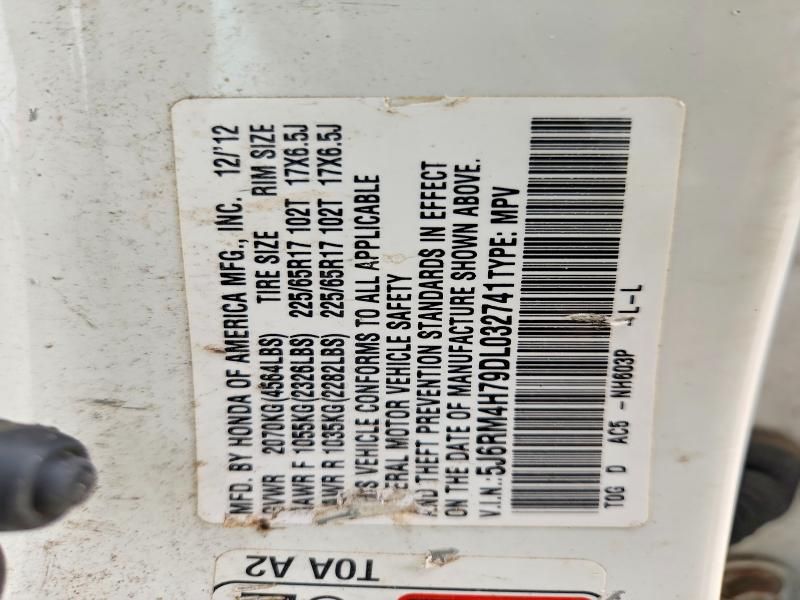 MFD. BY HONDA OF AMERICA MFG., INC. 12/'12
GVWR 2070KG(4564LBS) TIRE SIZE RIM SIZE
GAWR F 1055KG(2326LBS) 225/65R17 102T 17X6.5J
GAWR R 1035KG(2282LBS) 225/65R17 102T 17X6.5J
THIS VEHICLE CONFORMS TO ALL APPLICABLE
FEDERAL MOTOR VEHICLE SAFETY
AND THEFT PREVENTION STANDARDS IN EFFECT
ON THE DATE OF MANUFACTURE SHOWN ABOVE.
V.I.N.:5J6RM4H79DL032741TYPE: MPV
T0G D AC5 -NH603P L-L
T0A A2